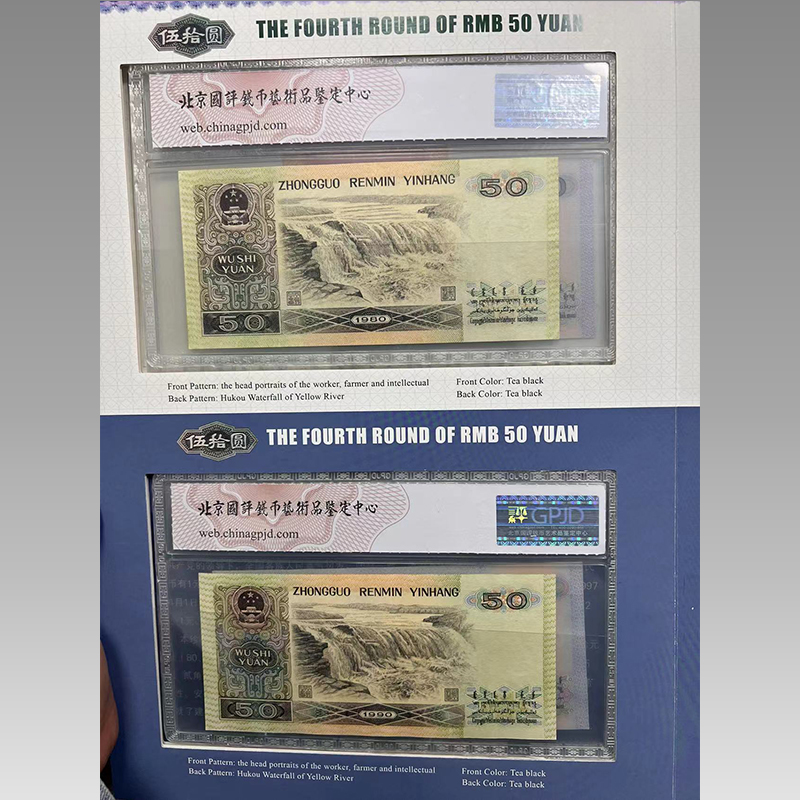 伍拾圆
THE FOURTH ROUND OF RMB 50 YUAN
北京國評錢币藝術品鑒定中心
web.chinagpjd.com
ZHONGGUO RENMIN YINHANG
50
WUSHI
YUAN
50
1980
Front Pattern: the head portraits of the worker, farmer and intellectual
Back Pattern: Hukou Waterfall of Yellow River
Front Color: Tea black
Back Color: Tea black
伍拾圆
THE FOURTH ROUND OF RMB 50 YUAN
北京國評錢币藝術品鑒定中心
web.chinagpjd.com
GPJD
ZHONGGUO RENMIN YINHANG
50
WUSHI
YUAN
50
1990
Front Pattern: the head portraits of the worker, farmer and intellectual
Back Pattern: Hukou Waterfall of Yellow River
Front Color: Tea black
Back Color: Tea black